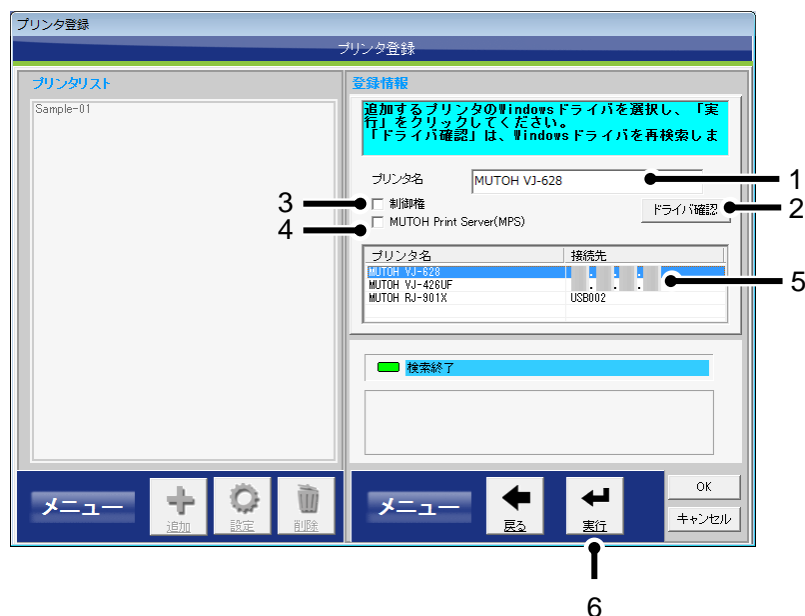 プリンタ登録
プリンタ登録
プリンタリスト
Sample-01
登録情報
追加するプリンタのWindowsドライバを選択し、「実
行」をクリックしてください。
「ドライバ確認」は、Windowsドライバを再検索しま
プリンタ名 MUTOH VJ-628
1
制御権
3
ドライバ確認
2
MUTOH Print Server(MPS)
4
プリンタ名 接続先
MUTOH VJ-628
MUTOH VJ-426UF
MUTOH RJ-901X USB002
5
検索終了
メニュー
追加
設定
削除
メニュー
戻る
実行
OK
キャンセル
6